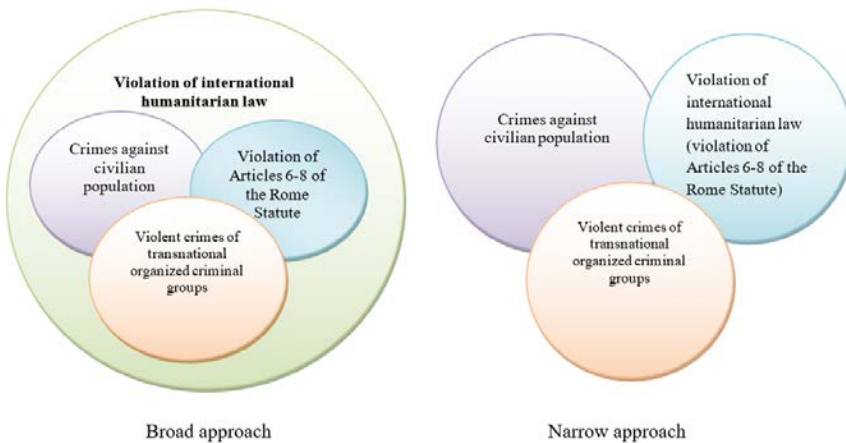 Violation of international
humanitarian law
Crimes against
civilian
population
Violation of
Articles 6-8 of
the Rome
Statute
Violent crimes of
transnational
organized criminal
groups
Broad approach
Crimes against
civilian population
Violation of
international
humanitarian law
(violation of
Articles 6-8 of the
Rome Statute)
Violent crimes of
transnational
organized criminal
groups
Narrow approach